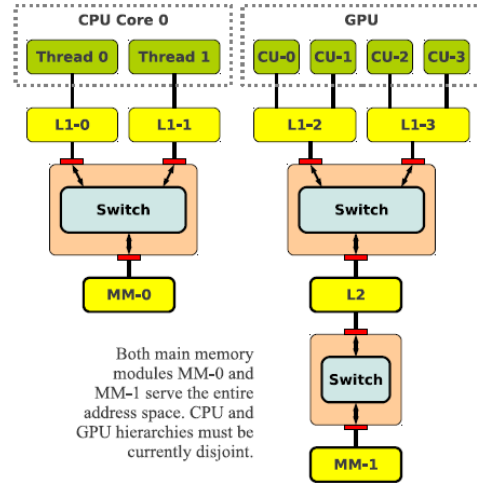 CPU Core 0
GPU
Thread 0
Thread 1
CU-0
CU-1
CU-2
CU-3
L1-0
L1-1
L1-2
L1-3
Switch
Switch
MM-0
L2
Both main memory
modules MM-0 and
MM-1 serve the entire
address space. CPU and
GPU hierarchies must be
currently disjoint.
Switch
MM-1